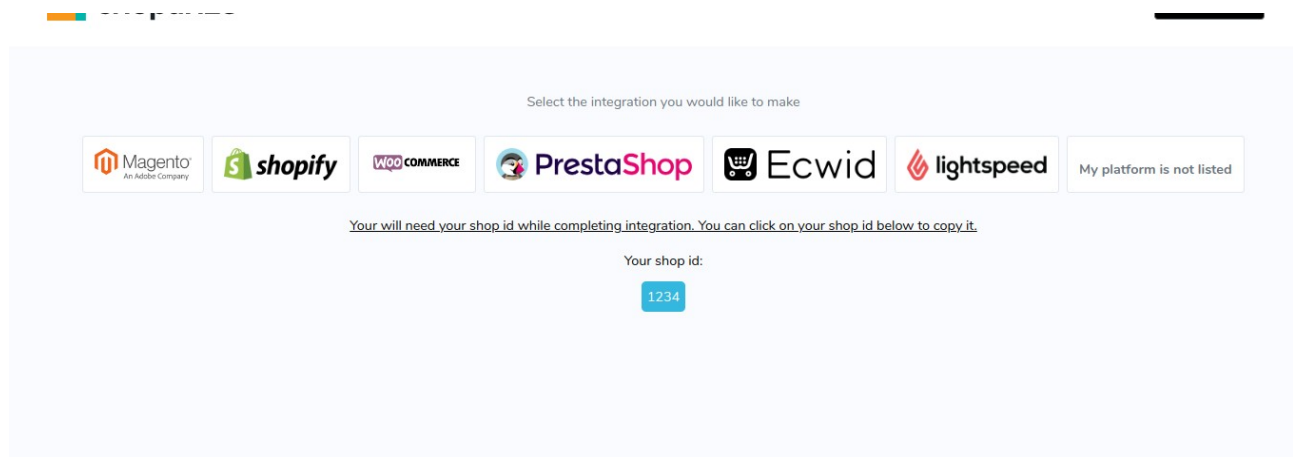 Select the integration you would like to make
Magento
An Adobe Company
shopify
WOO COMMERCE
PrestaShop
Ecwid
lightspeed
My platform is not listed
Your will need your shop id while completing integration. You can click on your shop id below to copy it.
Your shop id:
1234